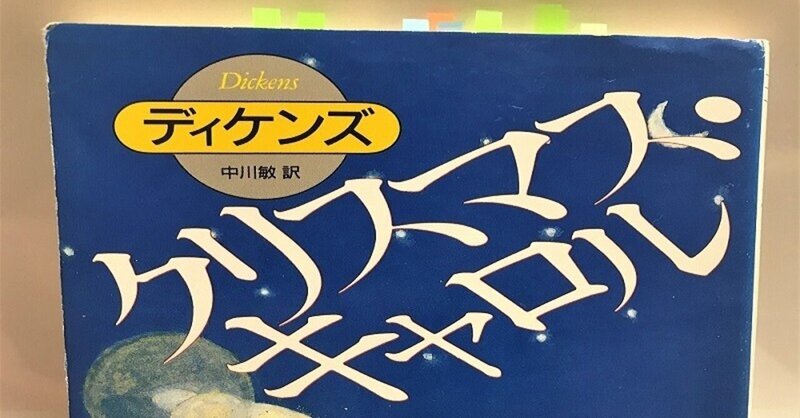 Dickens
ディケンズ
中川敏 訳
クリスマス・
キャロル